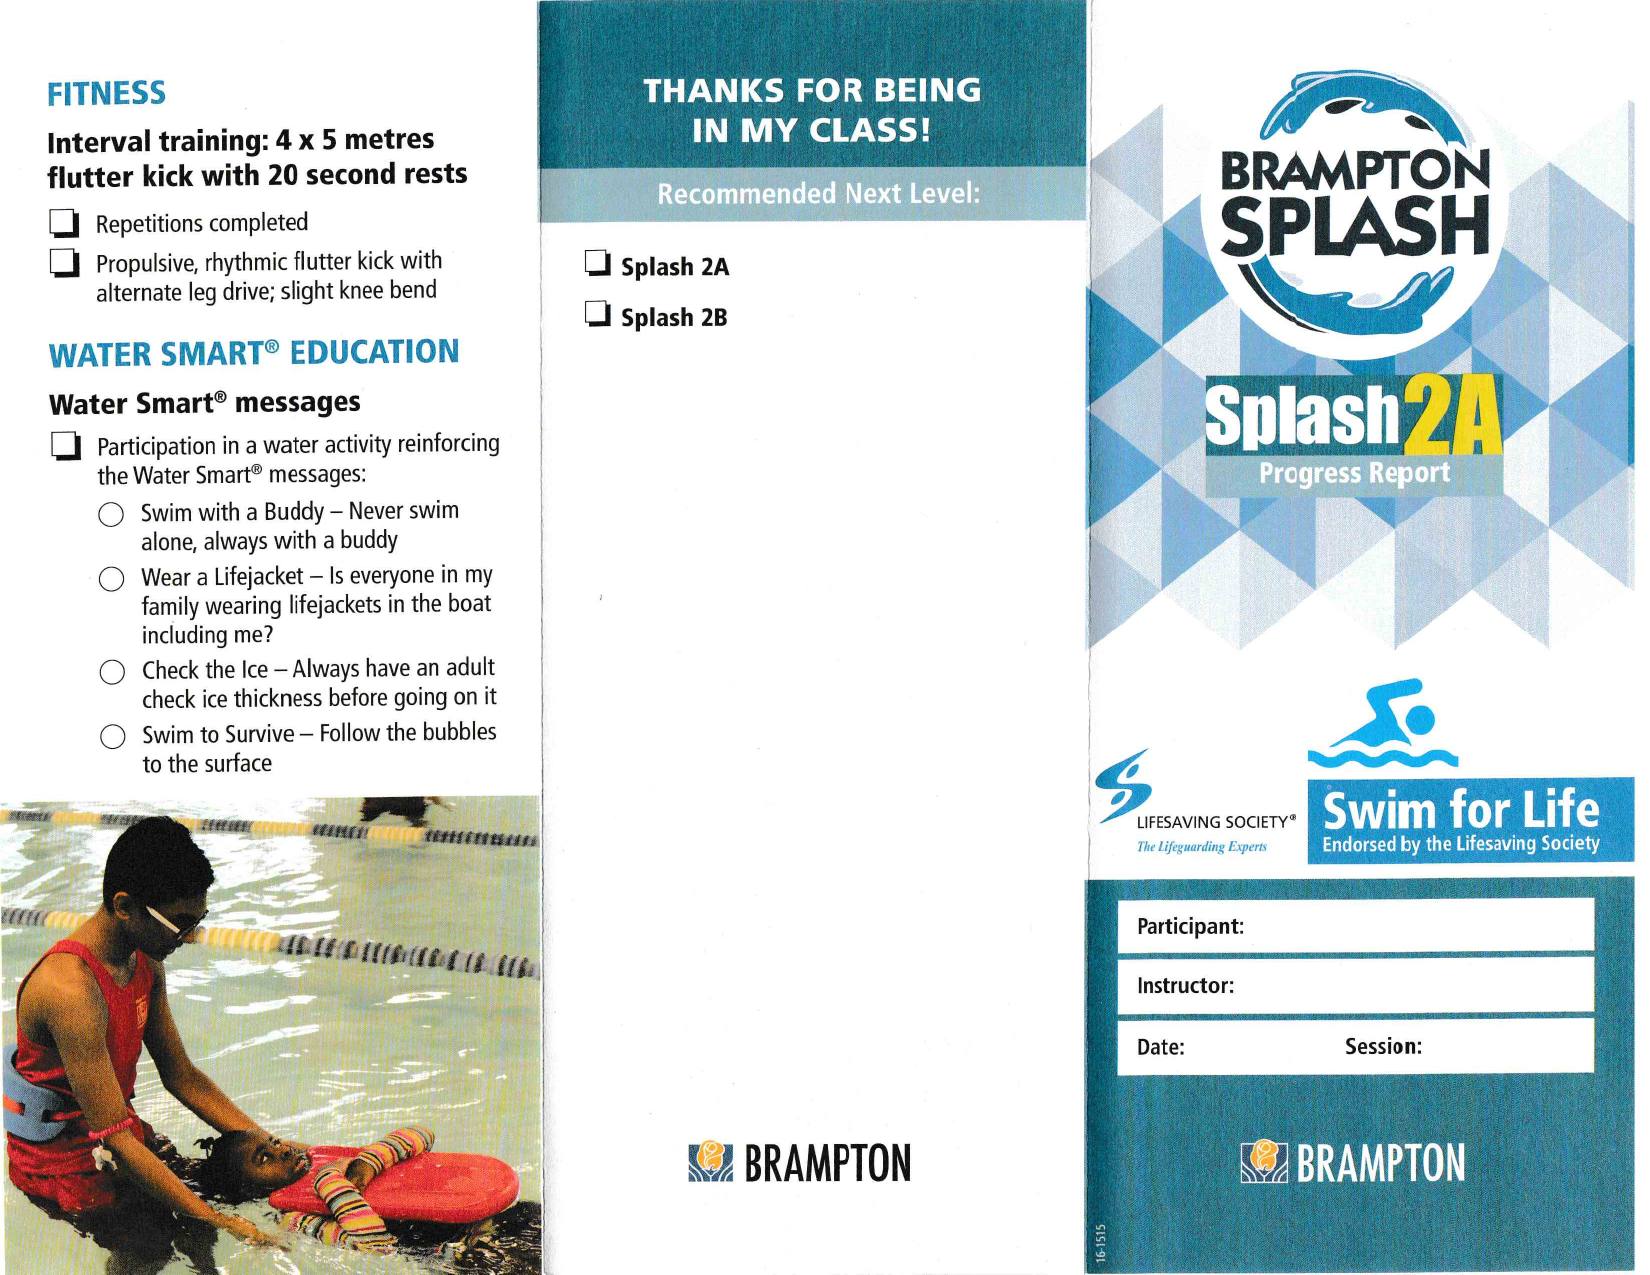 FITNESS
Interval training: 4 x 5 metres
flutter kick with 20 second rests
Repetitions completed
Propulsive, rhythmic flutter kick with
alternate leg drive; slight knee bend
WATER SMART® EDUCATION
Water Smart® messages
Participation in a water activity reinforcing
the Water Smart® messages:
Swim with a Buddy – Never swim
alone, always with a buddy
Wear a Lifejacket – Is everyone in my
family wearing lifejackets in the boat
including me?
Check the Ice – Always have an adult
check ice thickness before going on it
Swim to Survive – Follow the bubbles
to the surface
THANKS FOR BEING
IN MY CLASS!
Recommended Next Level:
Splash 2A
Splash 2B
BRAMPTON
BRAMPTON
SPLASH
Splash2A
Progress Report
LIFESAVING SOCIETY®
The Lifeguarding Experts
Swim for Life
Endorsed by the Lifesaving Society
Participant:
Instructor:
Date: Session:
BRAMPTON
16-1515